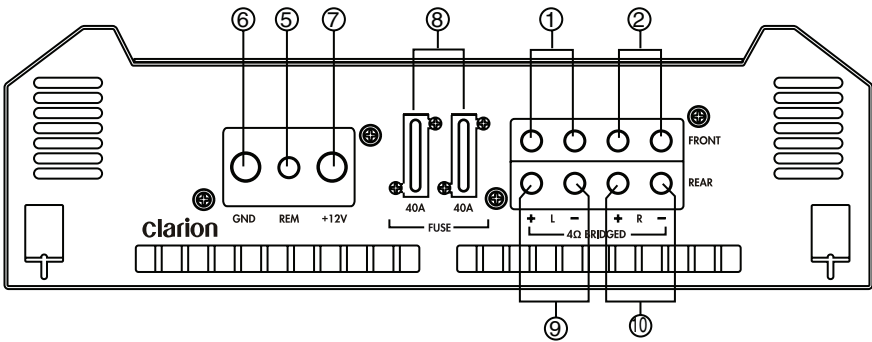 ⑥ ⑤ ⑦ ⑧ ① ②
FRONT
REAR
40A 40A
GND REM +12V
FUSE
+ L − + R −
4Ω BRIDGED
clarion
⑨ ⑩